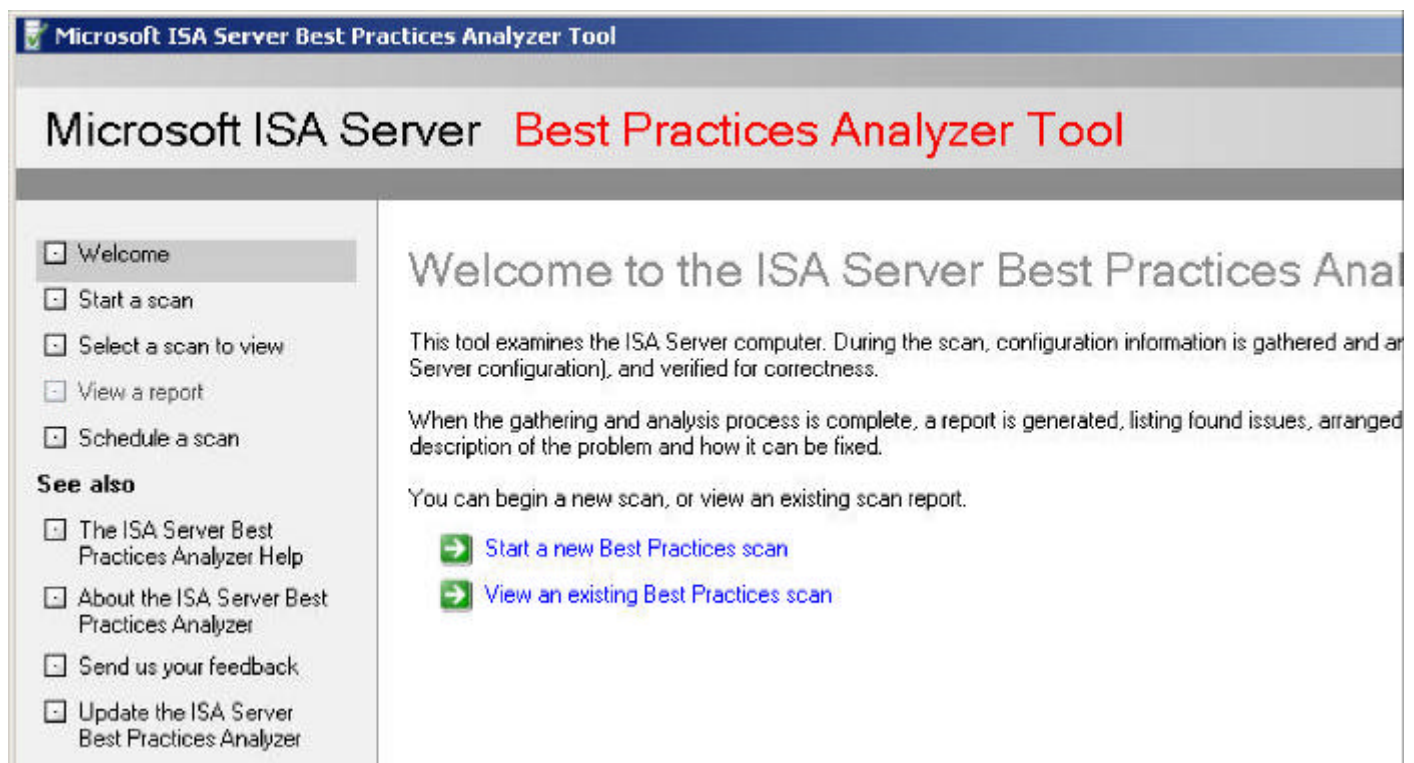 Microsoft ISA Server Best Practices Analyzer Tool
Microsoft ISA Server Best Practices Analyzer Tool
Welcome
Start a scan
Select a scan to view
View a report
Schedule a scan
See also
The ISA Server Best
Practices Analyzer Help
About the ISA Server Best
Practices Analyzer
Send us your feedback
Update the ISA Server
Best Practices Analyzer
Welcome to the ISA Server Best Practices Anal
This tool examines the ISA Server computer. During the scan, configuration information is gathered and
Server configuration), and verified for correctness.
When the gathering and analysis process is complete, a report is generated, listing found issues, arranged
description of the problem and how it can be fixed.
You can begin a new scan, or view an existing scan report.
Start a new Best Practices scan
View an existing Best Practices scan